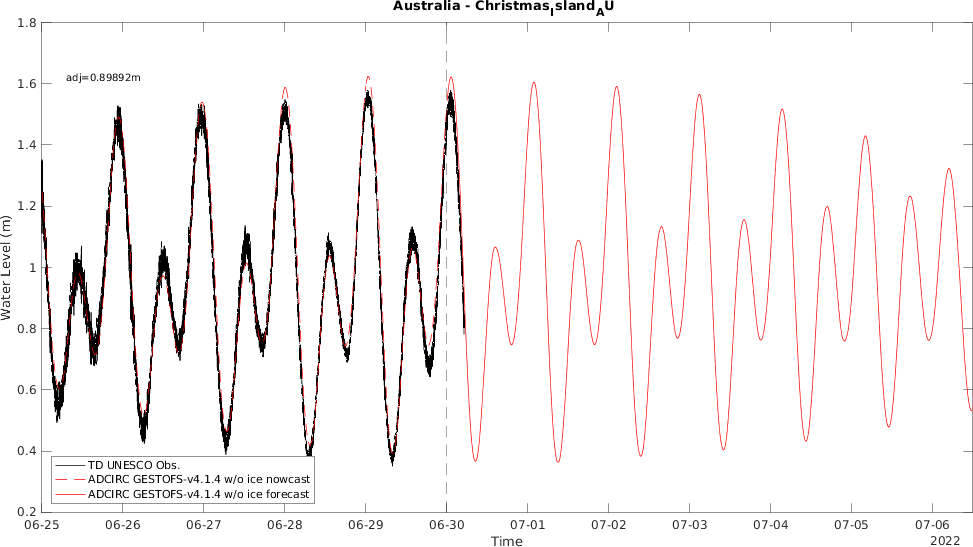 Australia - Christmas_Island_AU
1.8
1.6
1.4
1.2
1
0.8
0.6
0.4
0.2
Water Level (m)
adj=0.89892m
TD UNESCO Obs.
ADCIRC GESTOFS-v4.1.4 w/o ice nowcast
ADCIRC GESTOFS-v4.1.4 w/o ice forecast
06-25 06-26 06-27 06-28 06-29 06-30 07-01 07-02 07-03 07-04 07-05 07-06
Time 2022